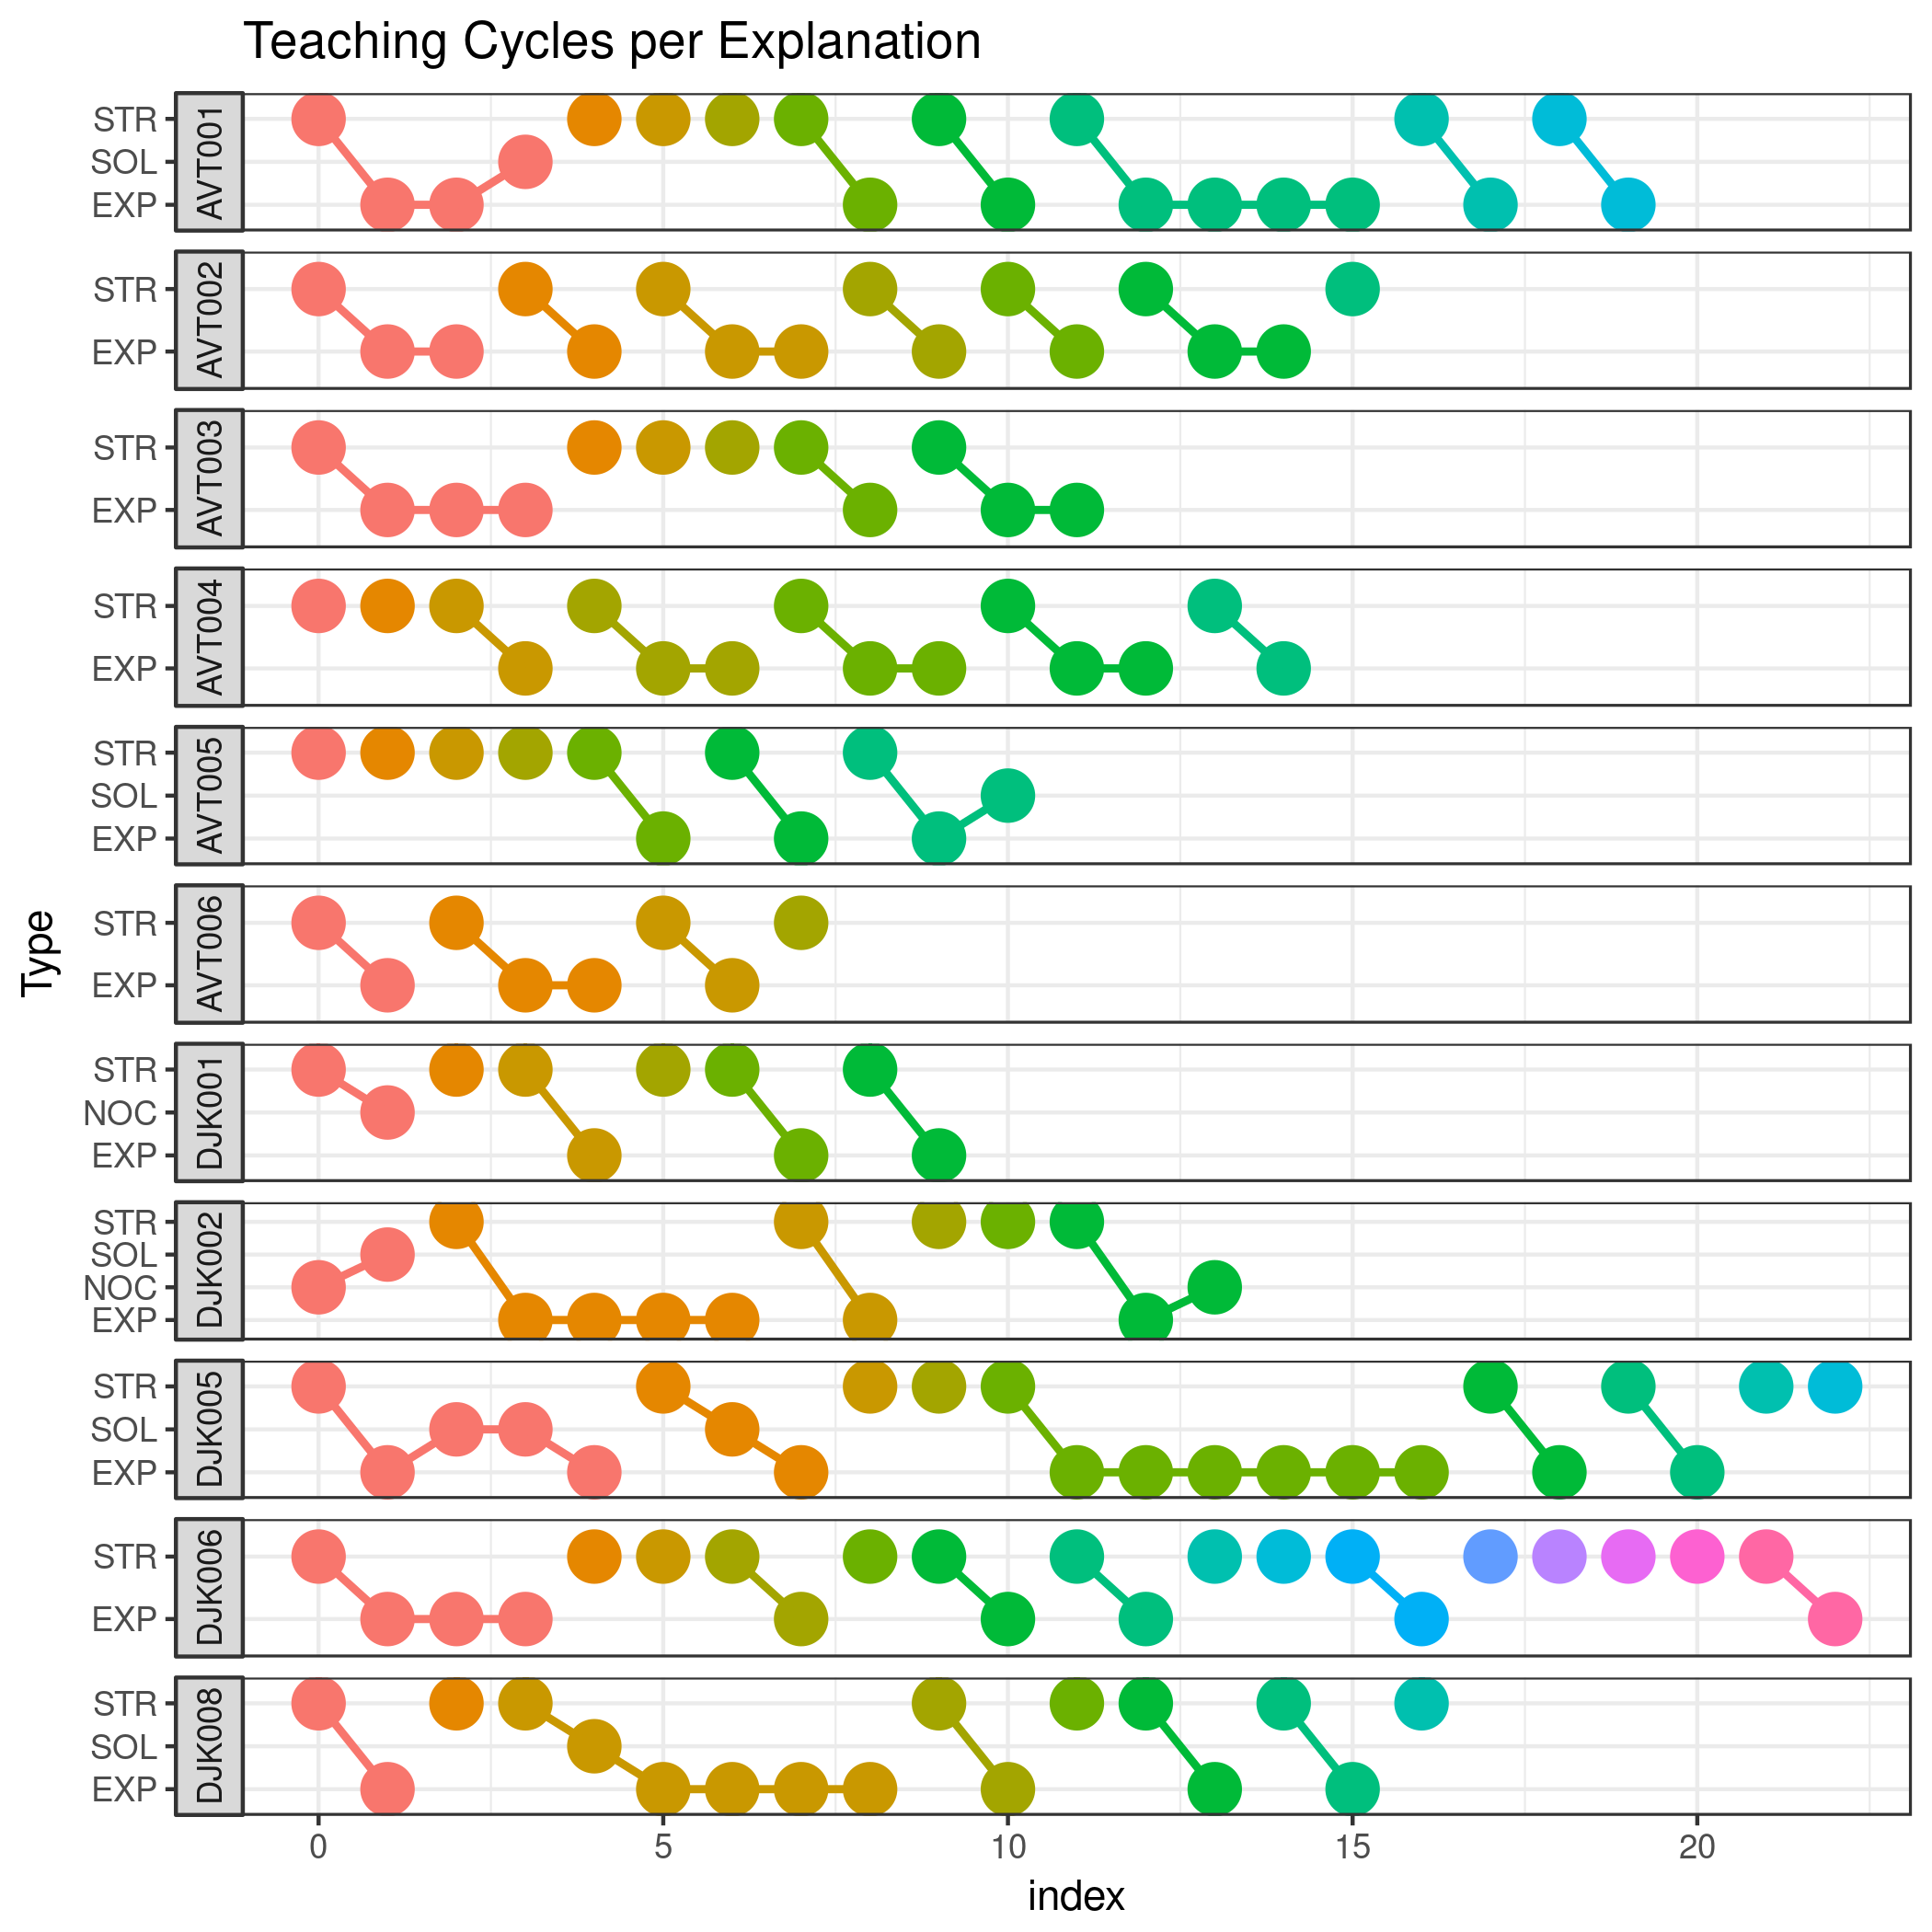 Teaching Cycles per Explanation
STR
SOL
EXP
AVT001
STR
EXP
AVT002
STR
EXP
AVT003
STR
EXP
AVT004
STR
SOL
EXP
AVT005
STR
EXP
AVT006
STR
NOC
EXP
DJK001
STR
SOL
NOC
EXP
DJK002
STR
SOL
EXP
DJK005
STR
EXP
DJK006
STR
SOL
EXP
DJK008
Type
0 5 10 15 20
index